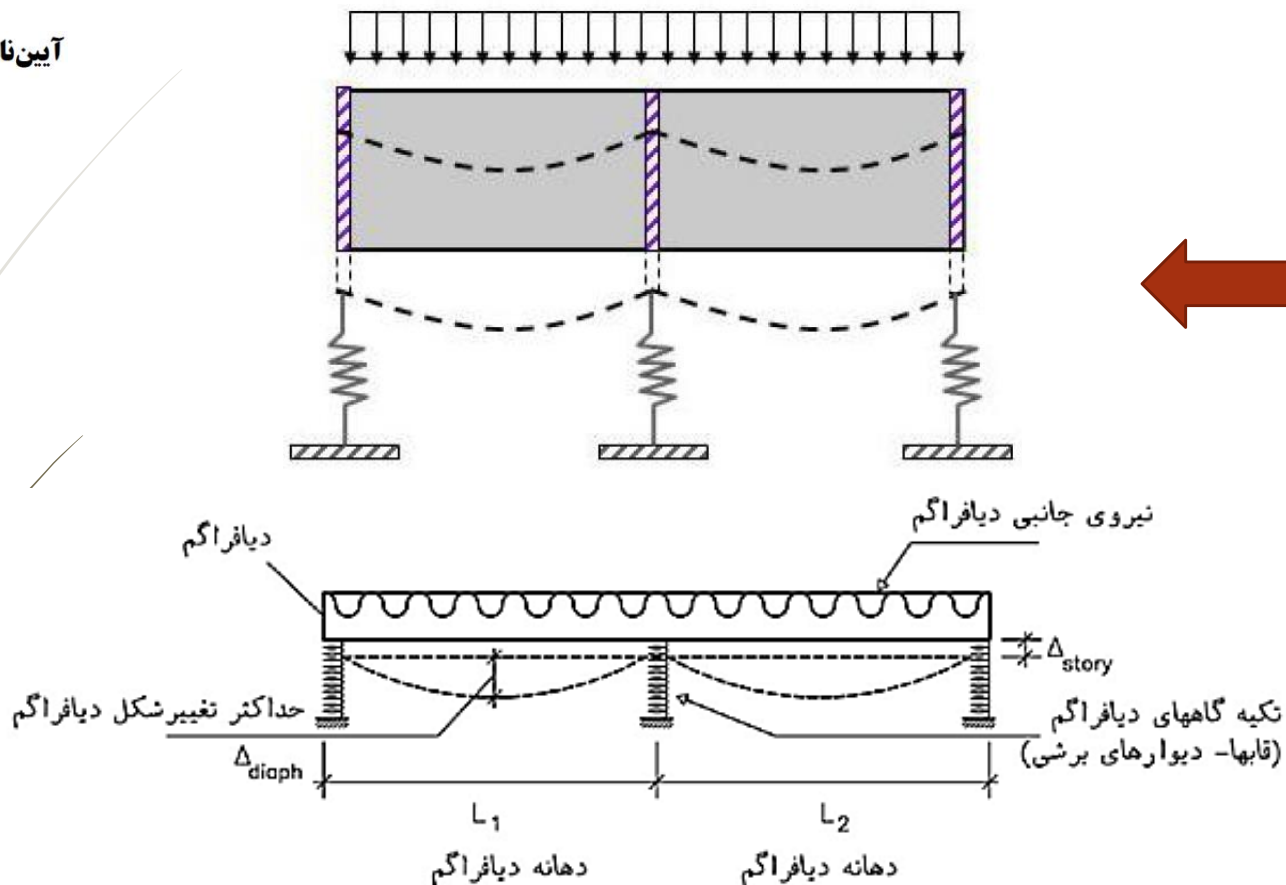 نیروی جانبی دیافراگم
دیافراگم
Δstory
حداکثر تغییرشکل دیافراگم
Δdiaph
تکیه گاههای دیافراگم
(قابها- دیوارهای برشی)
L1
L2
دهانه دیافراگم
دهانه دیافراگم